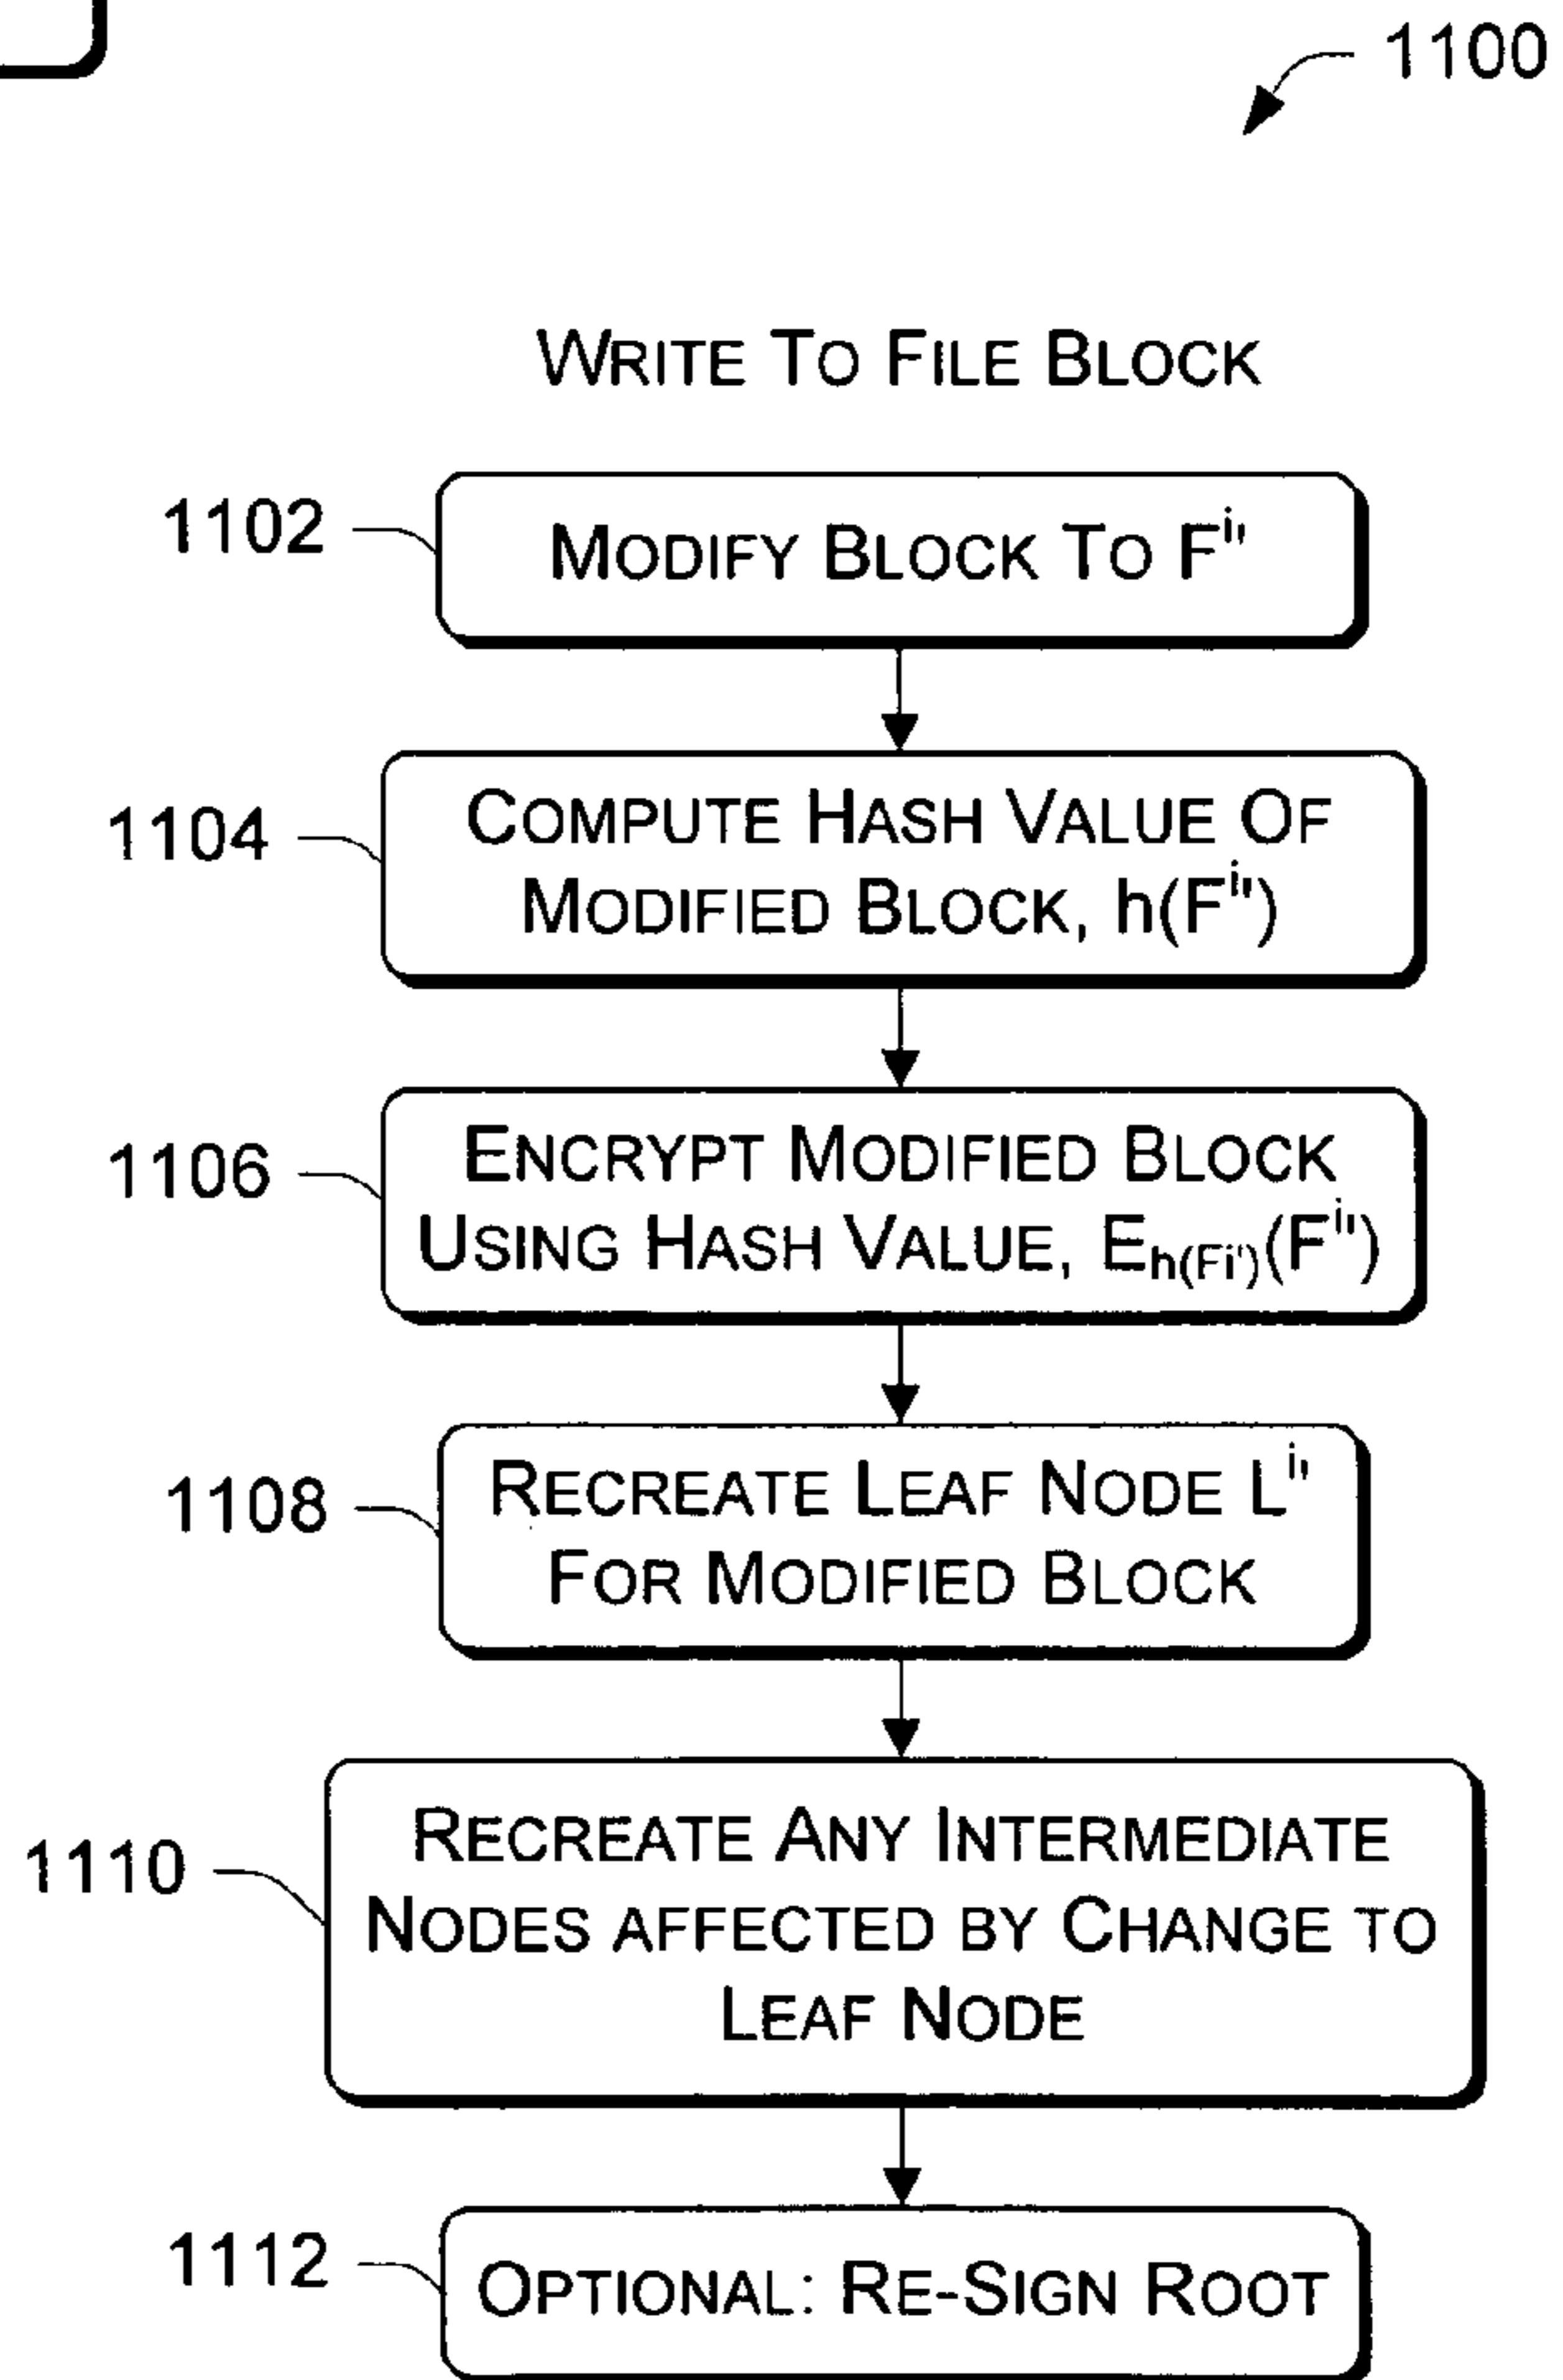 1100
WRITE TO FILE BLOCK
1102
MODIFY BLOCK TO Fⁱ'
1104
COMPUTE HASH VALUE OF
MODIFIED BLOCK, h(Fⁱ')
1106
ENCRYPT MODIFIED BLOCK
USING HASH VALUE, Eh(Fi')(Fⁱ')
1108
RECREATE LEAF NODE Lⁱ'
FOR MODIFIED BLOCK
1110
RECREATE ANY INTERMEDIATE
NODES AFFECTED BY CHANGE TO
LEAF NODE
1112
OPTIONAL: RE-SIGN ROOT